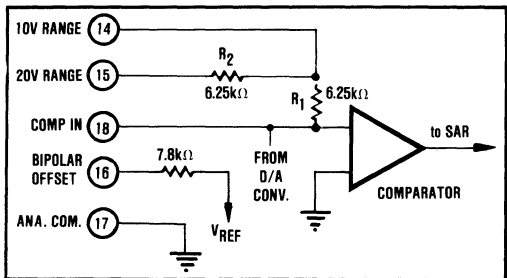 10V RANGE 14
R2
20V RANGE 15
6.25kΩ
R1 6.25kΩ
COMP IN 18
to SAR
BIPOLAR
OFFSET 16
7.8kΩ
FROM
D/A
CONV.
COMPARATOR
VREF
ANA. COM. 17